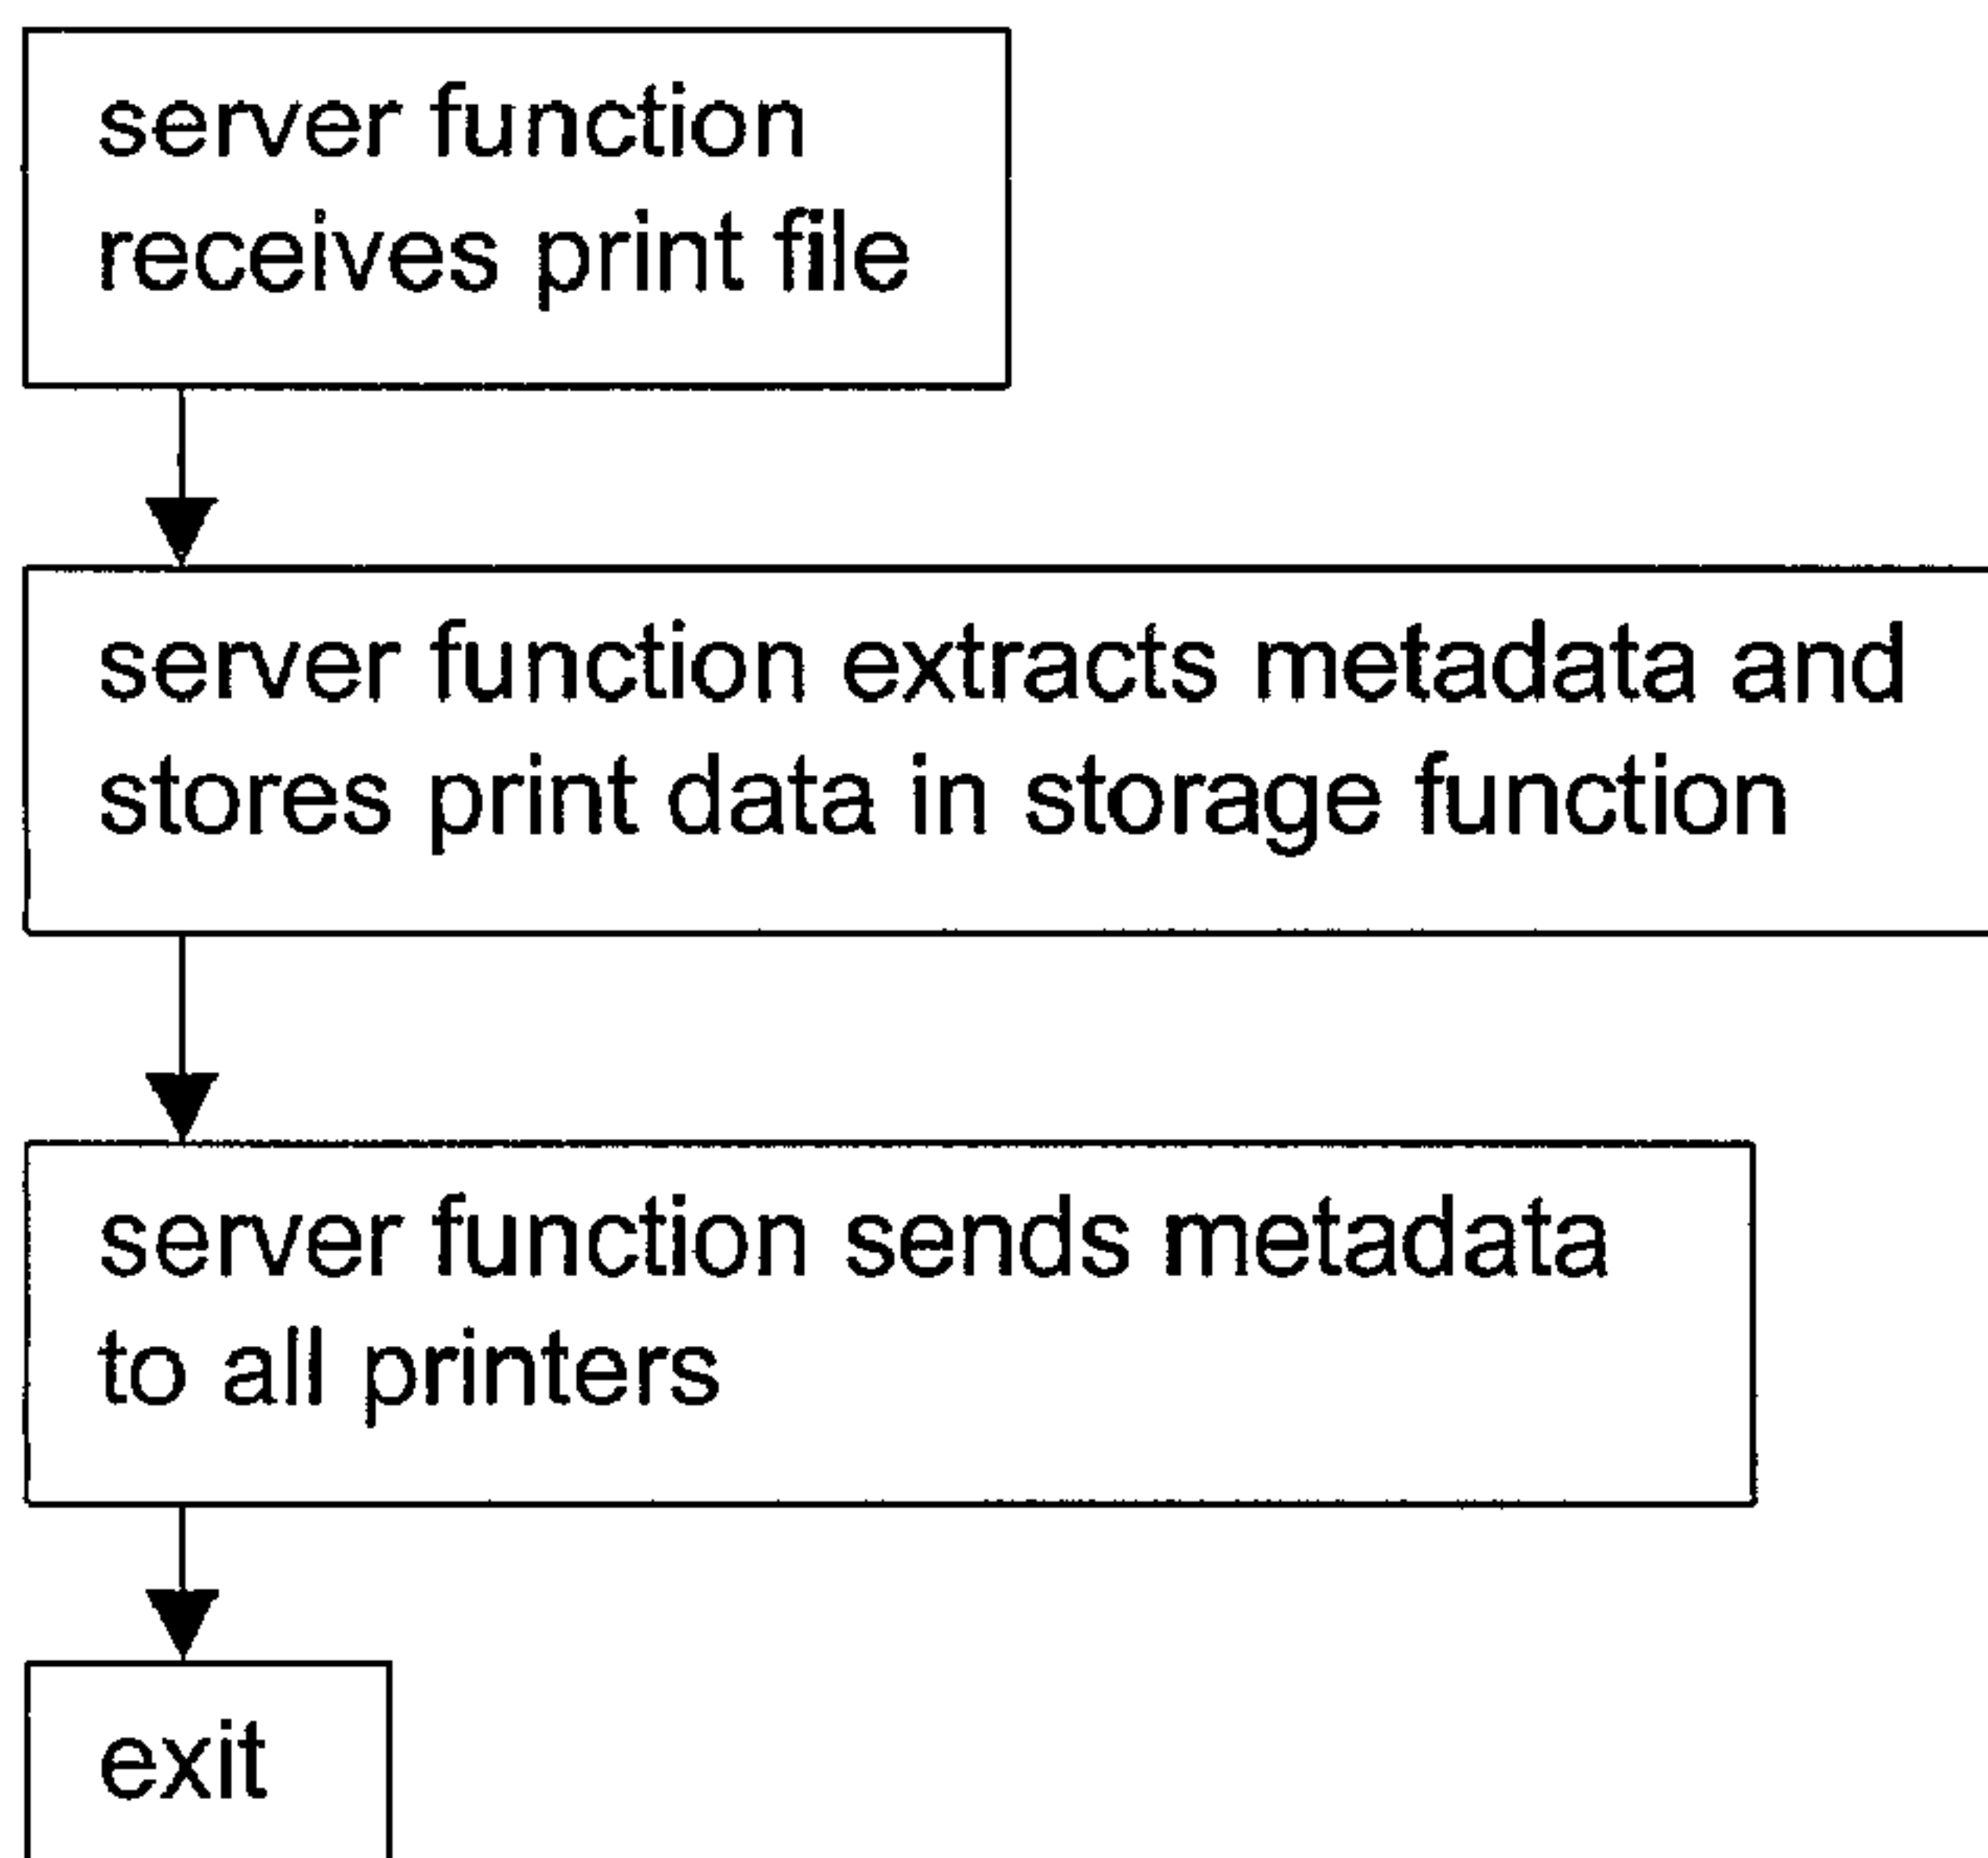 server function
receives print file
server function extracts metadata and
stores print data in storage function
server function sends metadata
to all printers
exit